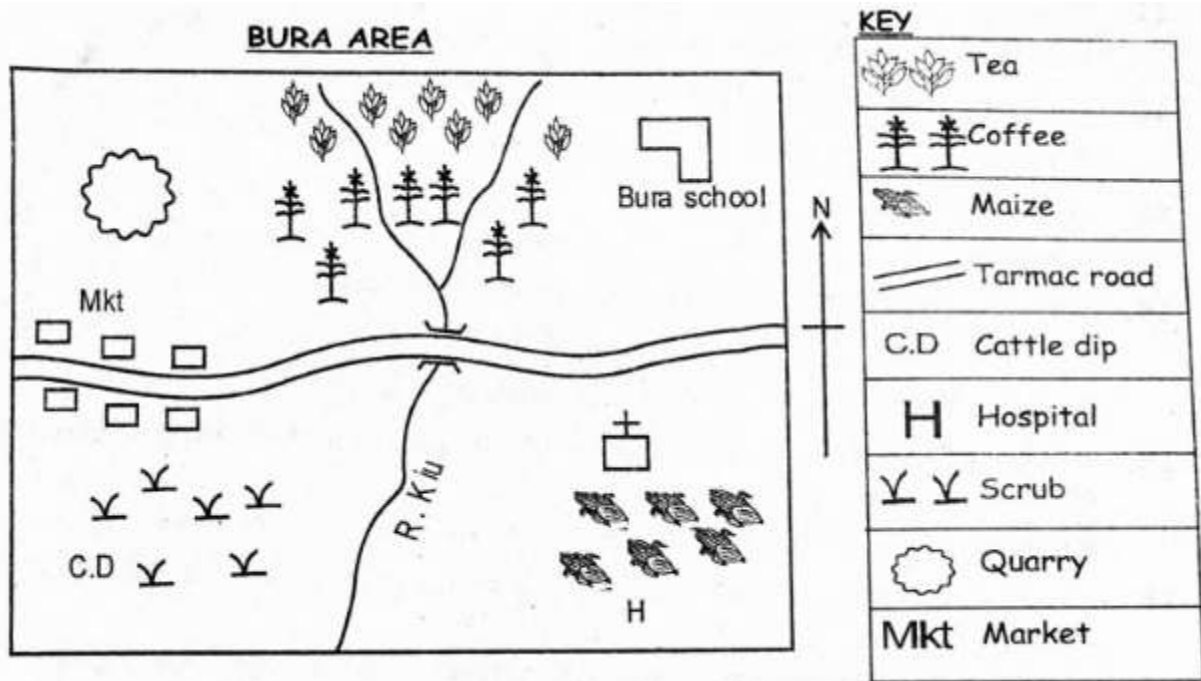 BURA AREA
Bura school
Mkt
R. Kiu
C.D
H
N
KEY
Tea
Coffee
Maize
Tarmac road
C.D Cattle dip
H Hospital
Scrub
Quarry
Mkt Market